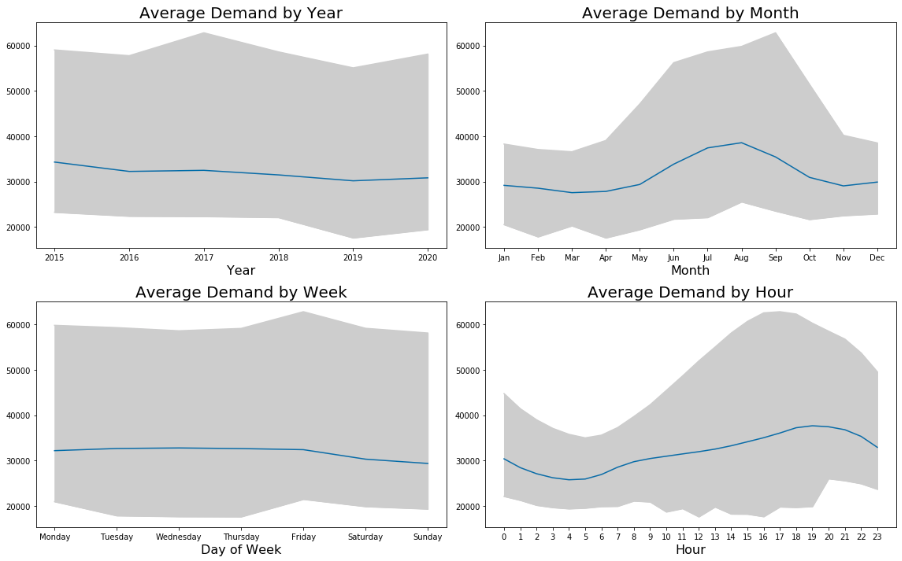 Average Demand by Year
60000
50000
40000
30000
20000
2015 2016 2017 2018 2019 2020
Year
Average Demand by Month
60000
50000
40000
30000
20000
Jan Feb Mar Apr May Jun Jul Aug Sep Oct Nov Dec
Month
Average Demand by Week
60000
50000
40000
30000
20000
Monday Tuesday Wednesday Thursday Friday Saturday Sunday
Day of Week
Average Demand by Hour
60000
50000
40000
30000
20000
0 1 2 3 4 5 6 7 8 9 10 11 12 13 14 15 16 17 18 19 20 21 22 23
Hour